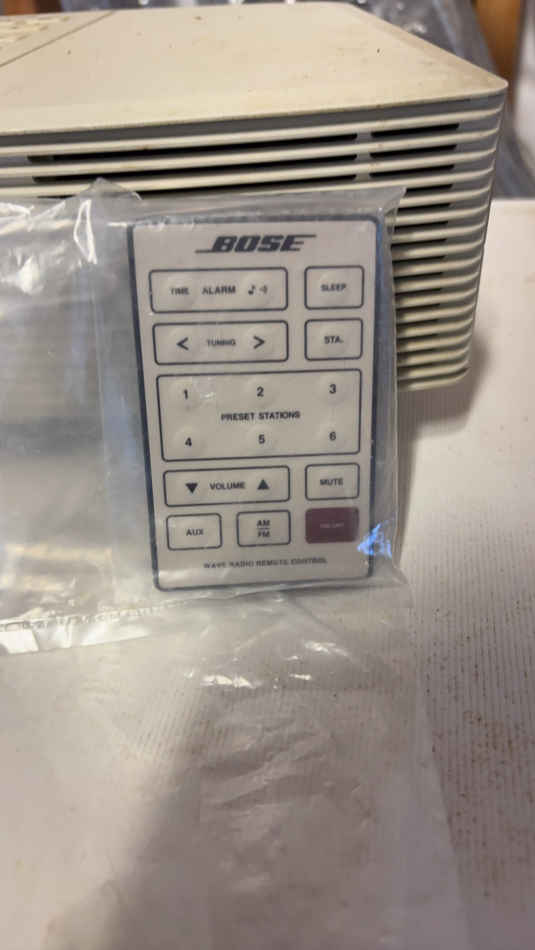 BOSE
TIME ALARM SLEEP
< TUNING > STA.
1 2 3
PRESET STATIONS
4 5 6
VOLUME MUTE
AUX AM FM
WAVE RADIO REMOTE CONTROL